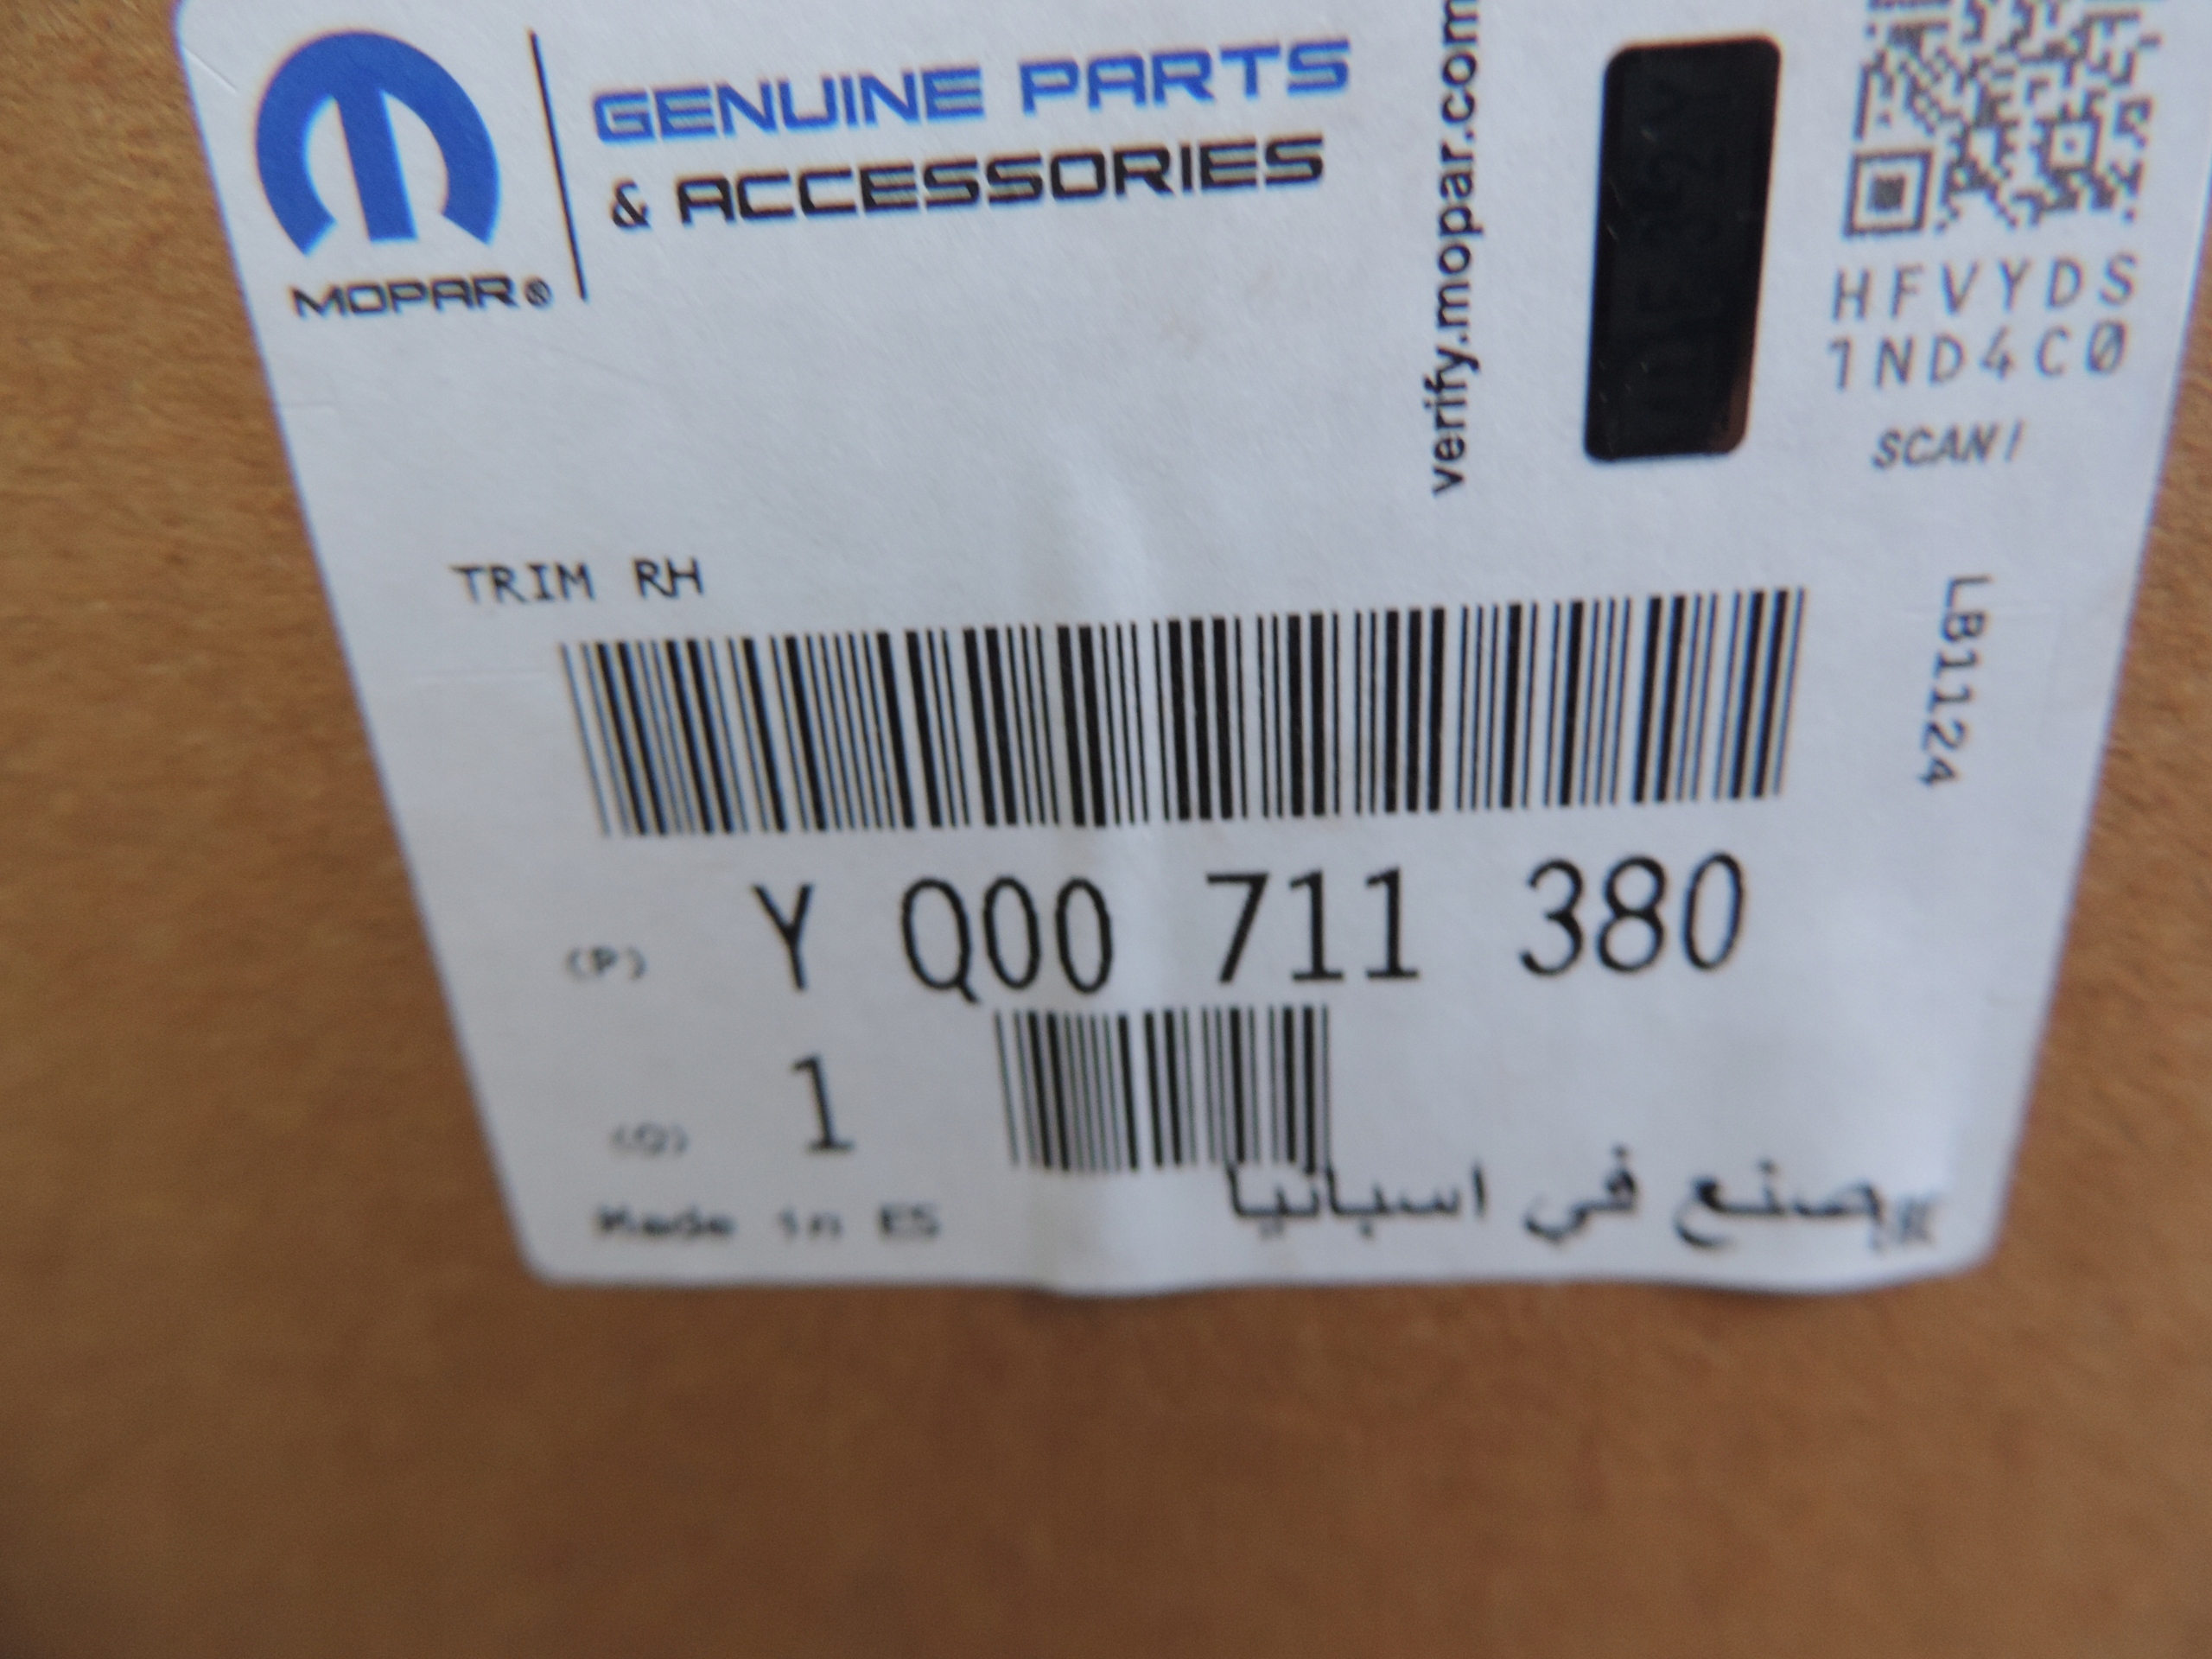 MOPAR®
GENUINE PARTS
& ACCESSORIES
verify.mopar.com
HFVYDS
1ND4C0
SCAN!
TRIM RH
LB1124
(P) Y Q00 711 380
(Q) 1
Made in ES
صنع في اسبانيا